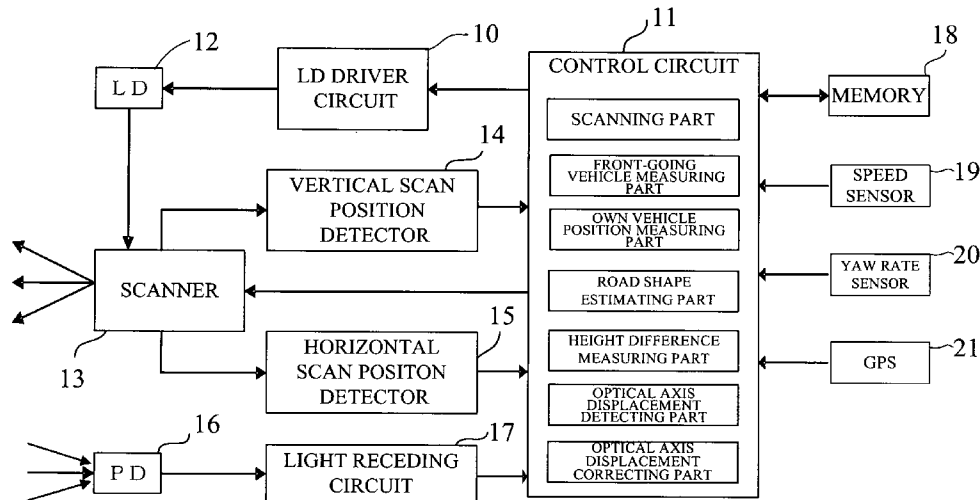 10
11
12
18
LD DRIVER
CIRCUIT
L D
CONTROL CIRCUIT
MEMORY
SCANNING PART
14
19
VERTICAL SCAN
POSITION
DETECTOR
FRONT-GOING
VEHICLE MEASURING
PART
SPEED
SENSOR
OWN VEHICLE
POSITION MEASURING
PART
20
SCANNER
ROAD SHAPE
ESTIMATING PART
YAW RATE
SENSOR
13
15
HORIZONTAL
SCAN POSITON
DETECTOR
HEIGHT DIFFERENCE
MEASURING PART
21
GPS
OPTICAL AXIS
DISPLACEMENT
DETECTING PART
16
17
P D
LIGHT RECEDING
CIRCUIT
OPTICAL AXIS
DISPLACEMENT
CORRECTING PART